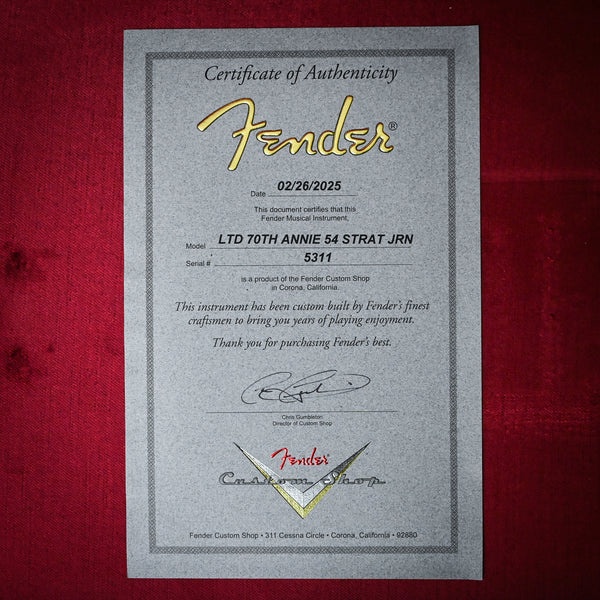 Certificate of Authenticity
Fender®
Date 02/26/2025
This document certifies that this
Fender Musical Instrument,
Model LTD 70TH ANNIE 54 STRAT JRN
Serial # 5311
is a product of the Fender Custom Shop
in Corona, California.
This instrument has been custom built by Fender's finest
craftsmen to bring you years of playing enjoyment.
Thank you for purchasing Fender's best.
Chris Gumbleton
Director of Custom Shop
Fender
Custom Shop
Fender Custom Shop • 311 Cessna Circle • Corona, California • 92880